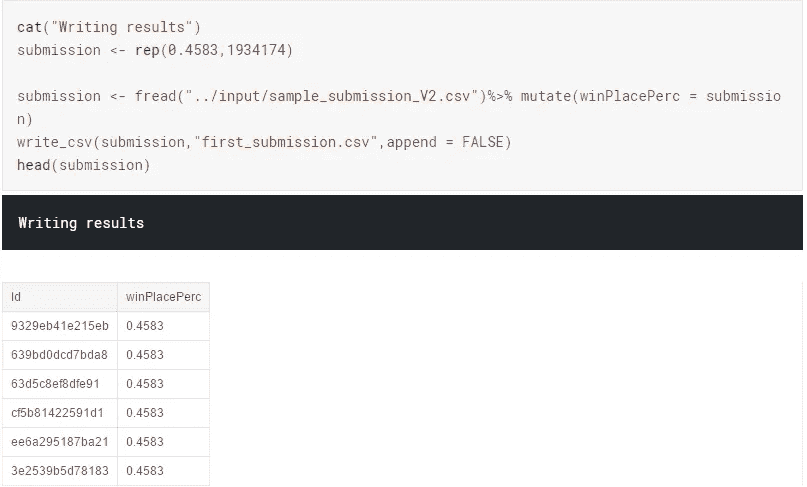 cat("Writing results")
submission <- rep(0.4583,1934174)
submission <- fread("../input/sample_submission_V2.csv")%>% mutate(winPlacePerc = submissio
n)
write_csv(submission,"first_submission.csv",append = FALSE)
head(submission)
Writing results
Id winPlacePerc
9329eb41e215eb 0.4583
639bd0dcd7bda8 0.4583
63d5c8ef8dfe91 0.4583
cf5b81422591d1 0.4583
ee6a295187ba21 0.4583
3e2539b5d78183 0.4583